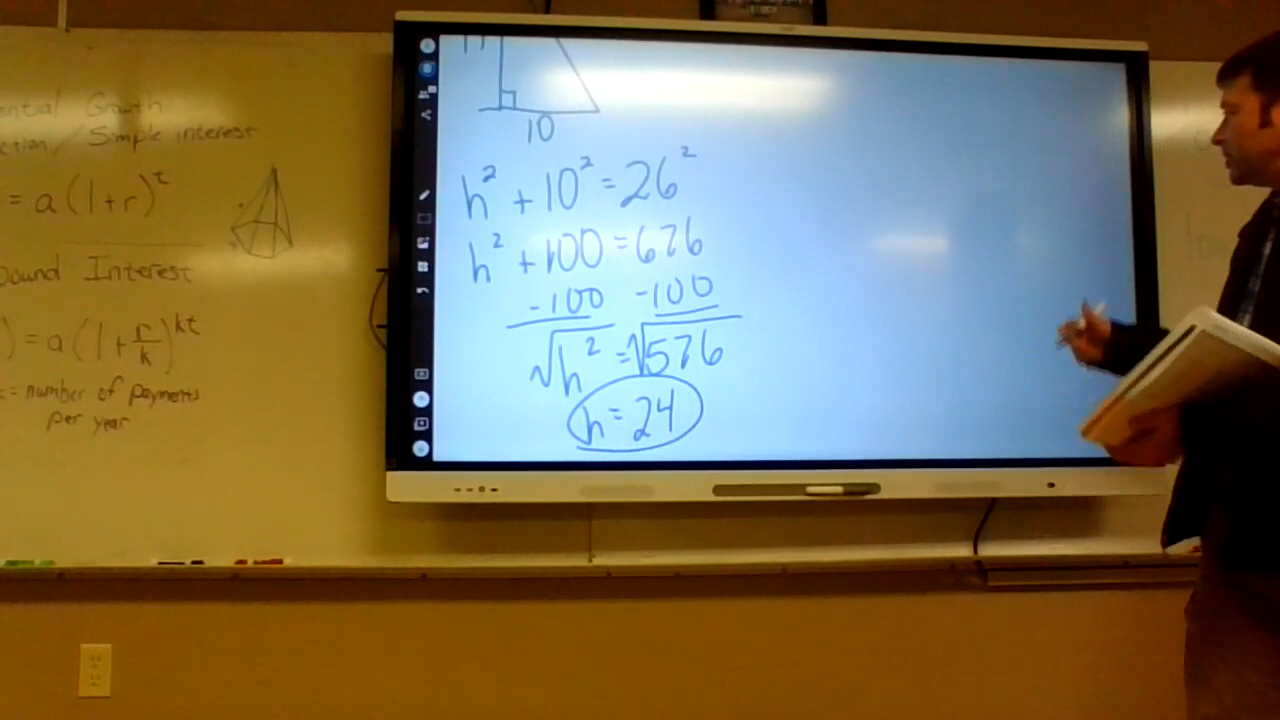 ential Growth
ction/ Simple interest
= a(1+r)^t
ound Interest
) = a(1+r/k)^kt
= number of payments
per year
10
h² + 10² = 26²
h² + 100 = 676
-100 -100
√h² = √576
h = 24